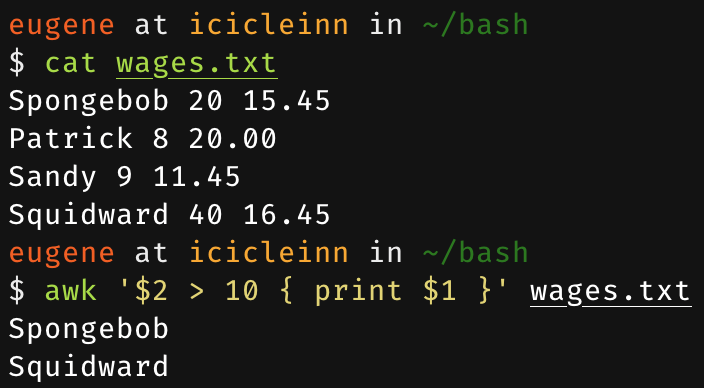 eugene at icicleinn in ~/bash
$ cat wages.txt
Spongebob 20 15.45
Patrick 8 20.00
Sandy 9 11.45
Squidward 40 16.45
eugene at icicleinn in ~/bash
$ awk '$2 > 10 { print $1 }' wages.txt
Spongebob
Squidward